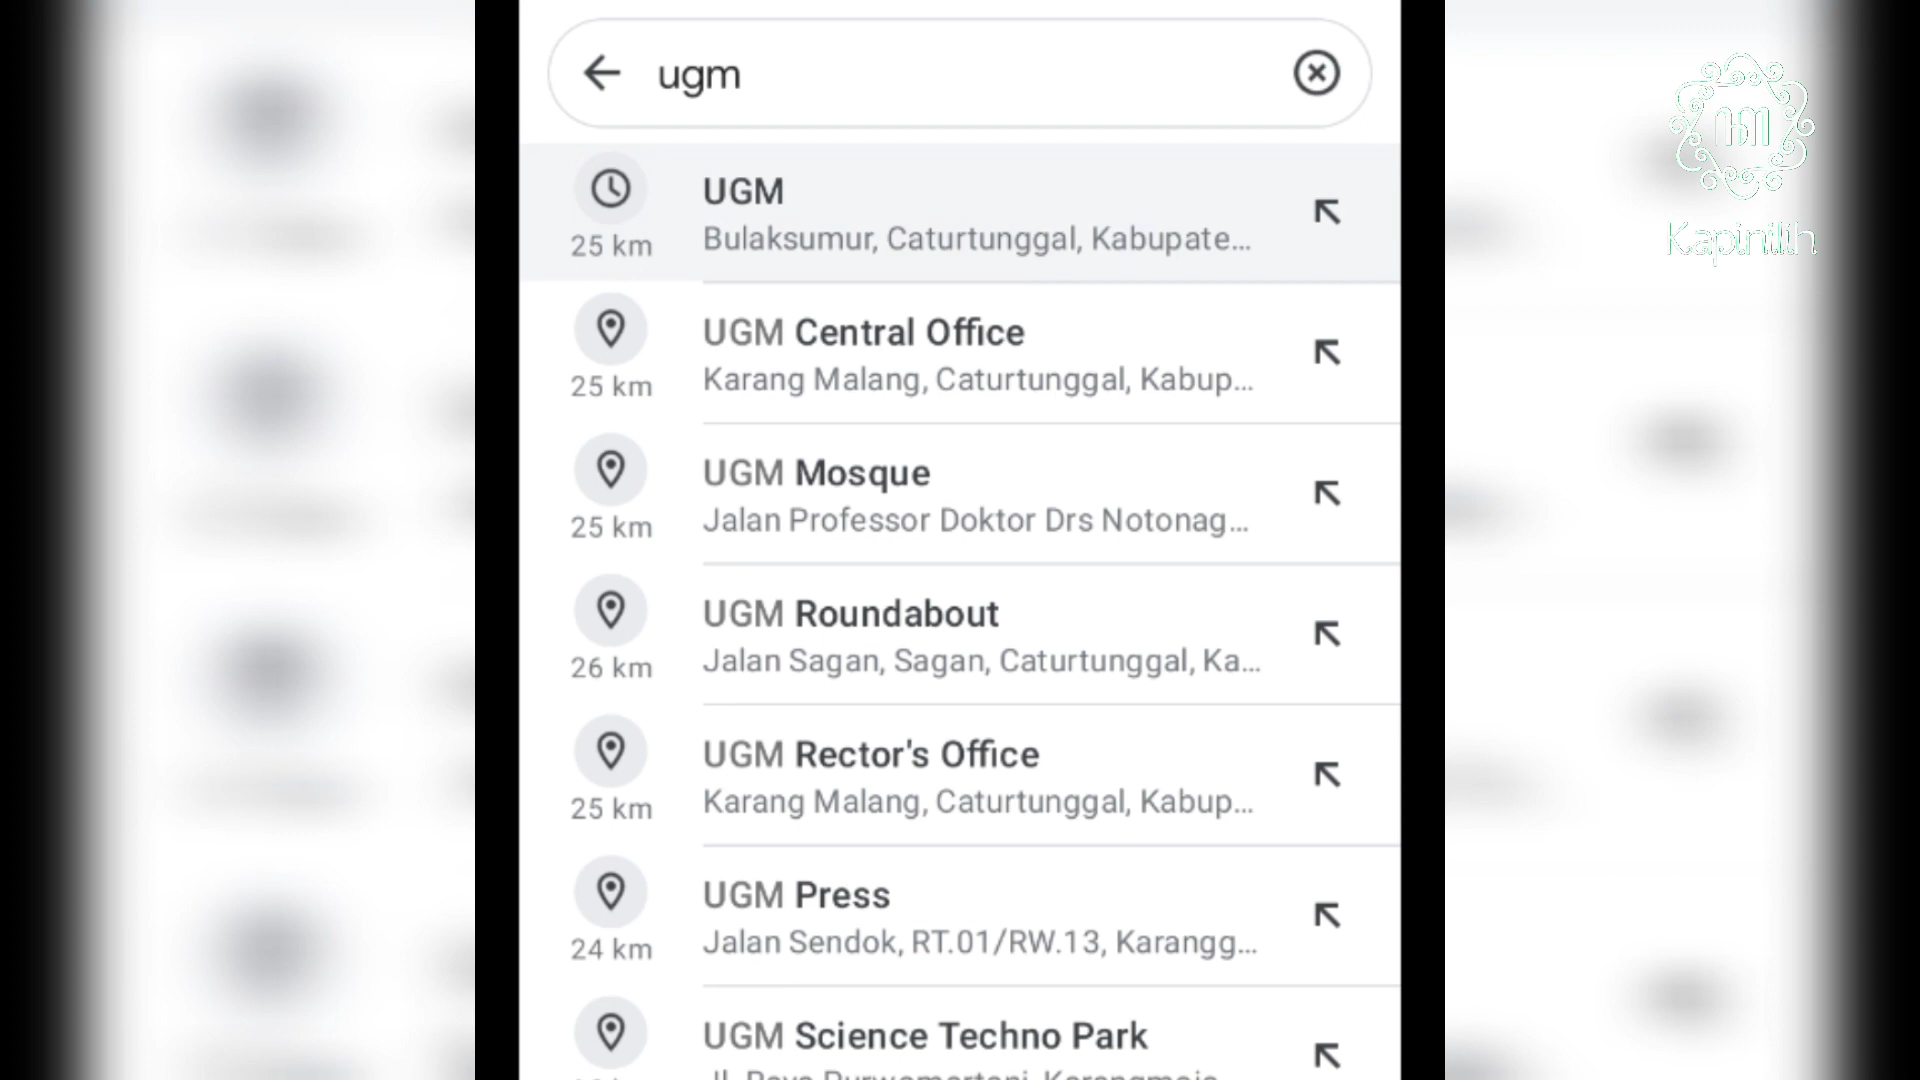 ugm
UGM
25 km
Bulaksumur, Caturtunggal, Kabupate...
UGM Central Office
25 km
Karang Malang, Caturtunggal, Kabup...
UGM Mosque
25 km
Jalan Professor Doktor Drs Notonag...
UGM Roundabout
26 km
Jalan Sagan, Sagan, Caturtunggal, Ka...
UGM Rector's Office
25 km
Karang Malang, Caturtunggal, Kabup...
UGM Press
24 km
Jalan Sendok, RT.01/RW.13, Karangg...
UGM Science Techno Park
Kapinilih